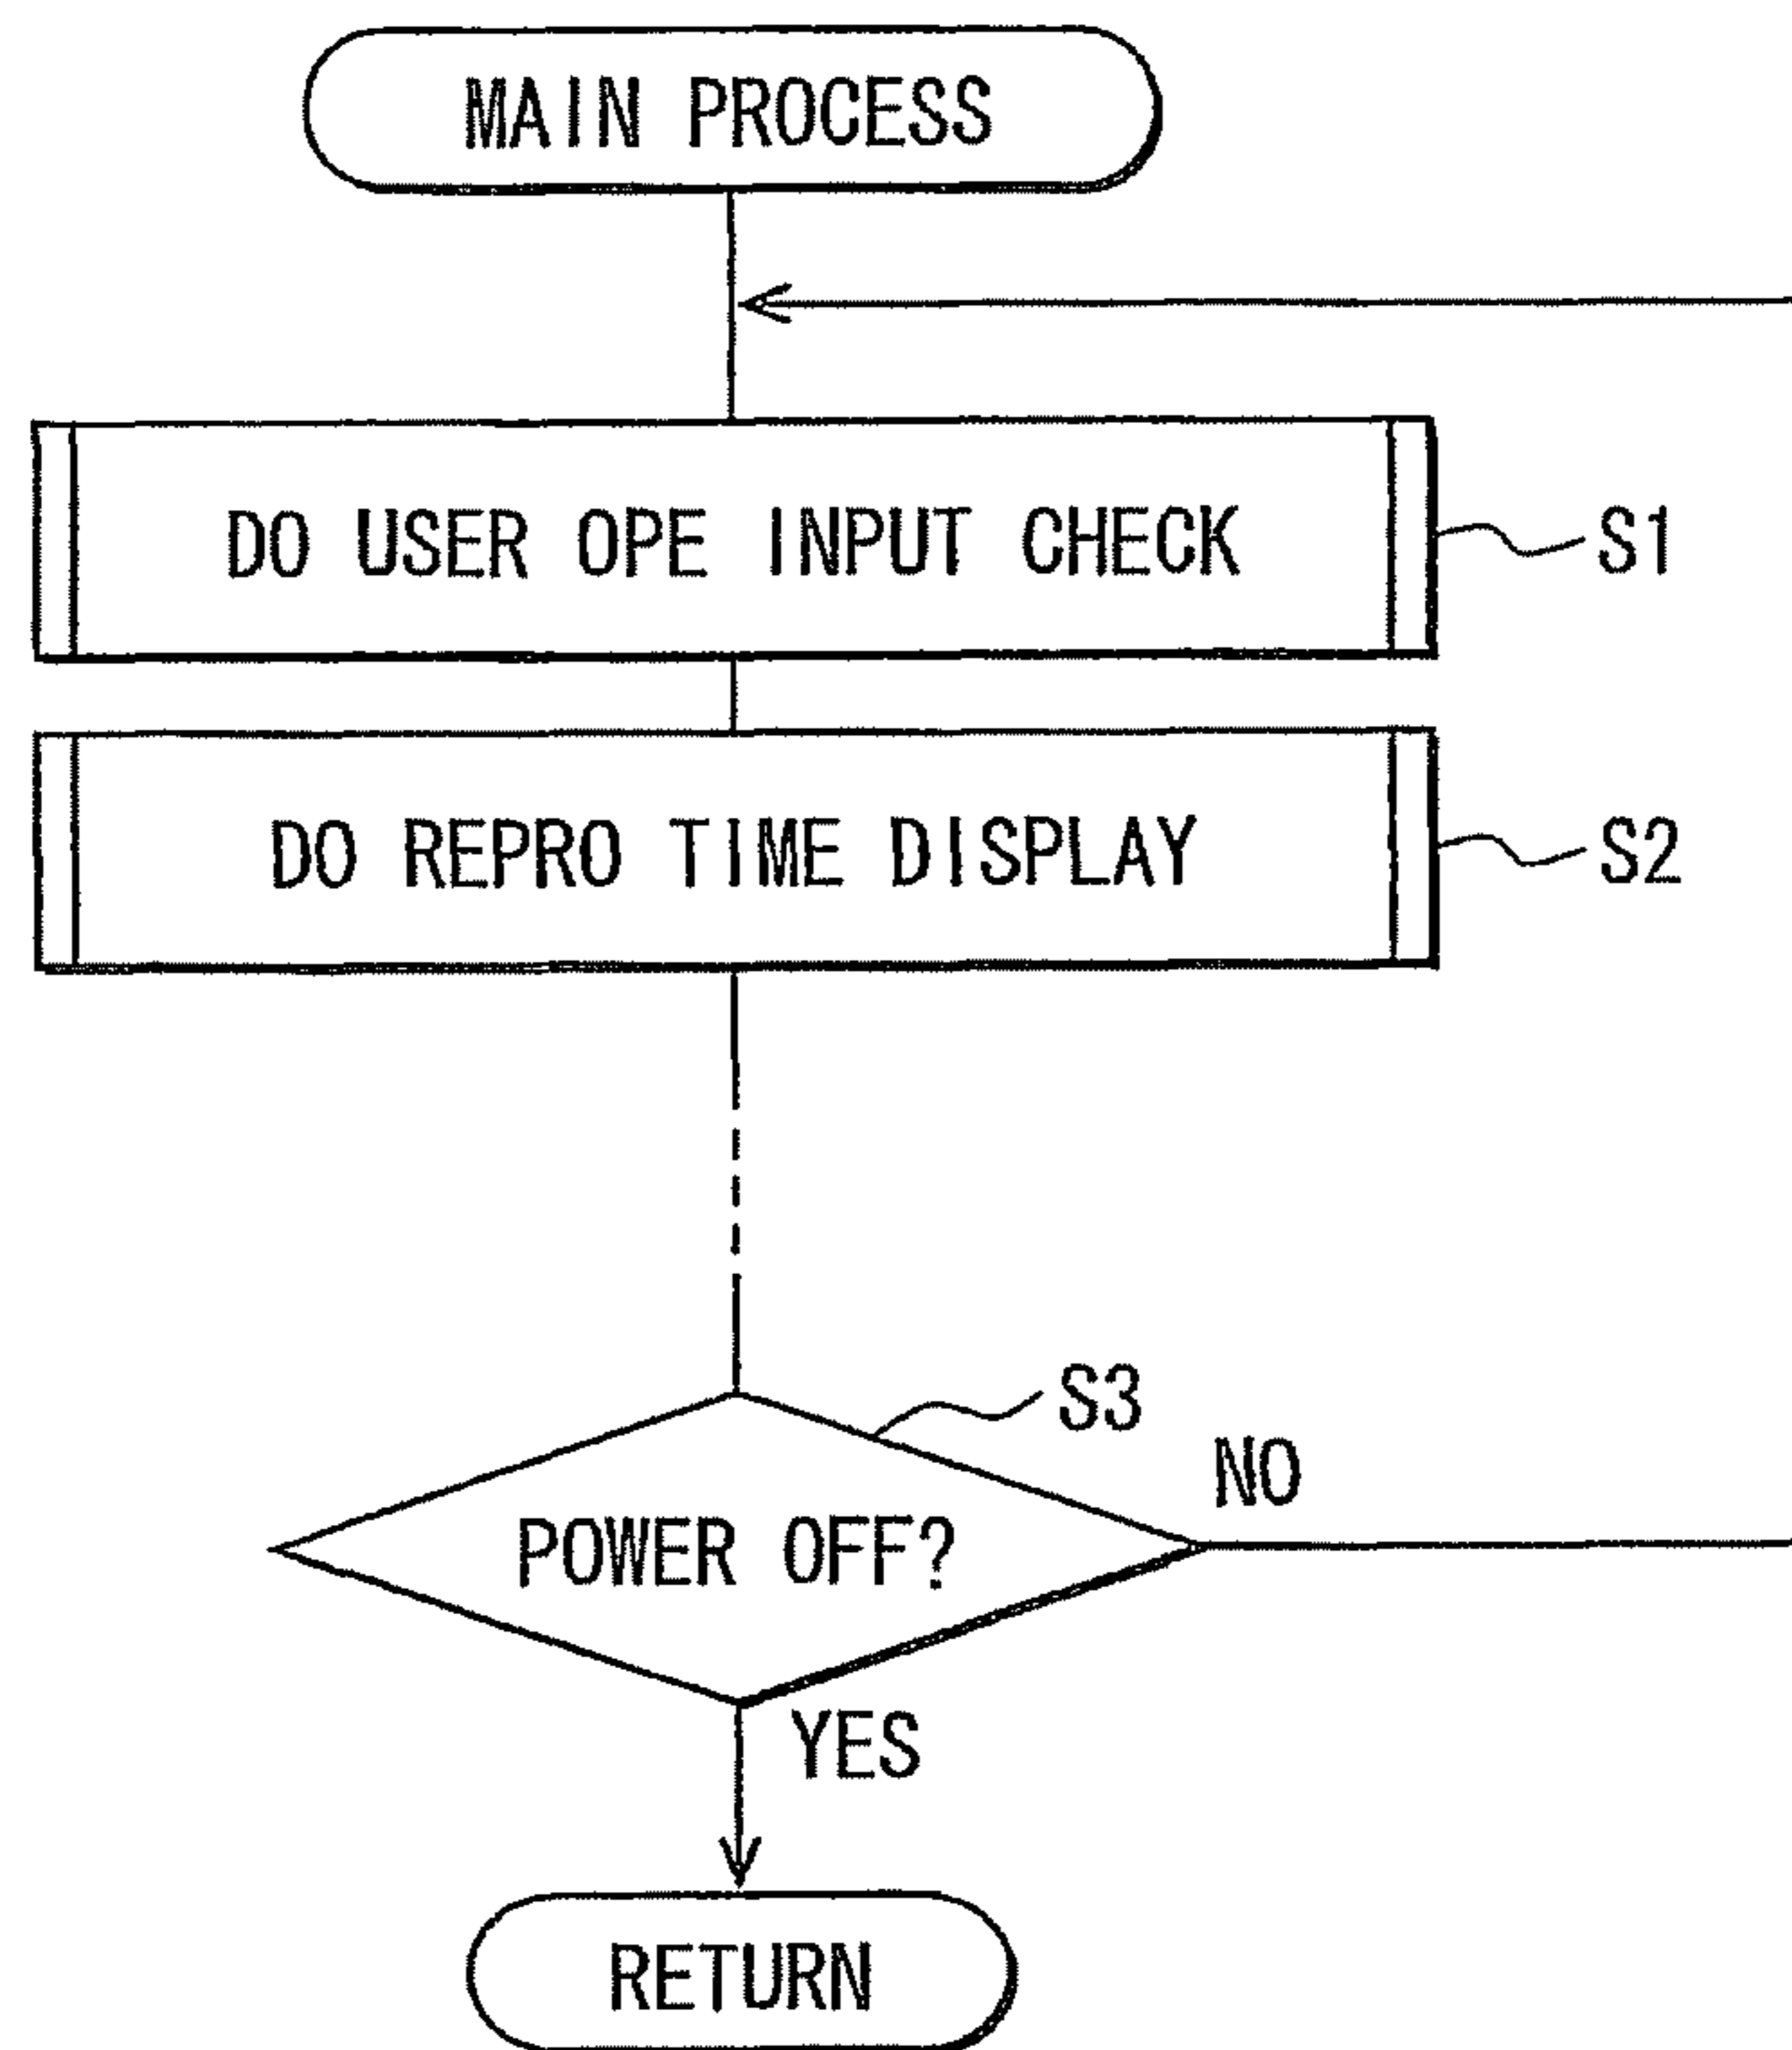 MAIN PROCESS
DO USER OPE INPUT CHECK
S1
DO REPRO TIME DISPLAY
S2
S3
NO
POWER OFF?
YES
RETURN